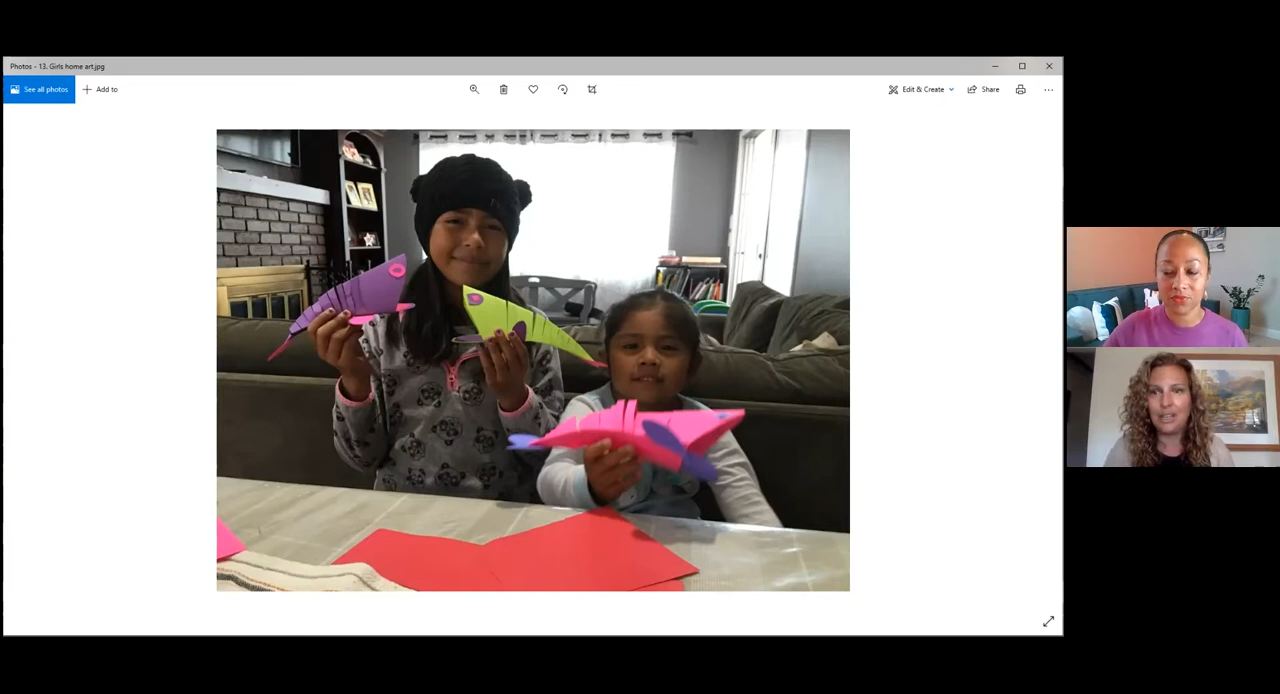 Photos - 13. Girls home art.jpg
See all photos
Add to
Edit & Create
Share